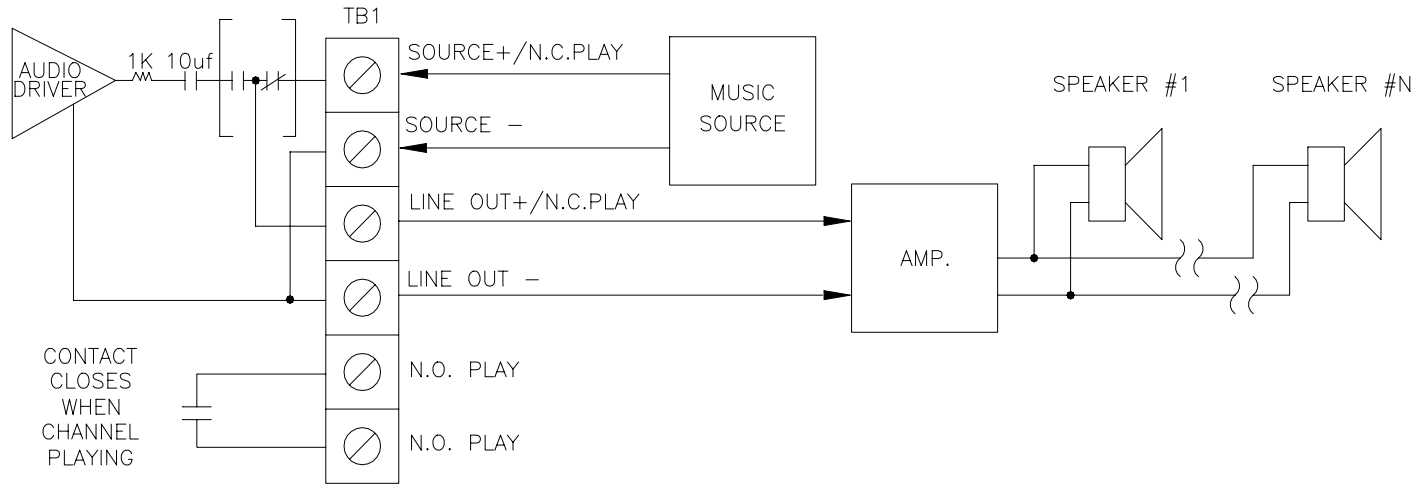 TB1
AUDIO
DRIVER
1K 10uf
SOURCE+/N.C.PLAY
SOURCE –
LINE OUT+/N.C.PLAY
LINE OUT –
N.O. PLAY
N.O. PLAY
MUSIC
SOURCE
AMP.
SPEAKER #1
SPEAKER #N
CONTACT
CLOSES
WHEN
CHANNEL
PLAYING